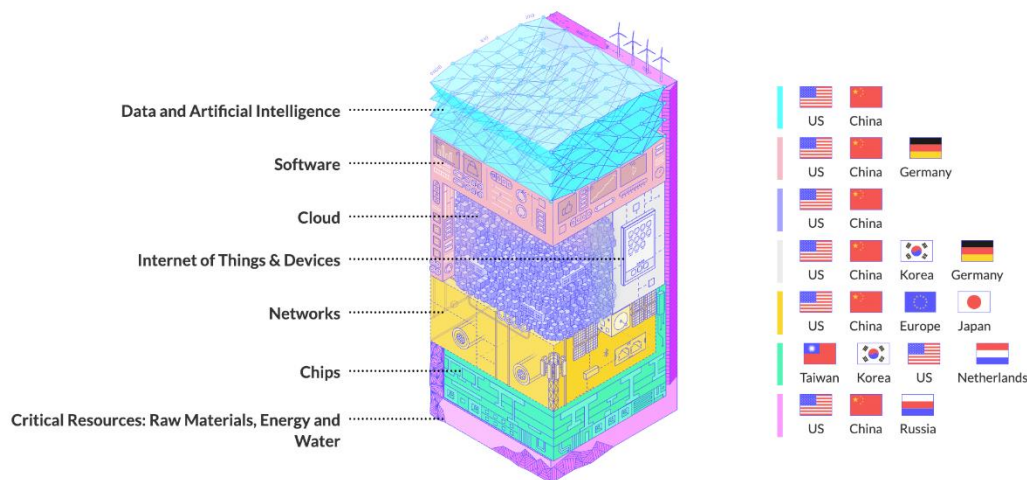 Data and Artificial Intelligence
Software
Cloud
Internet of Things & Devices
Networks
Chips
Critical Resources: Raw Materials, Energy and
Water
US China
US China Germany
US China
US China Korea Germany
US China Europe Japan
Taiwan Korea US Netherlands
US China Russia